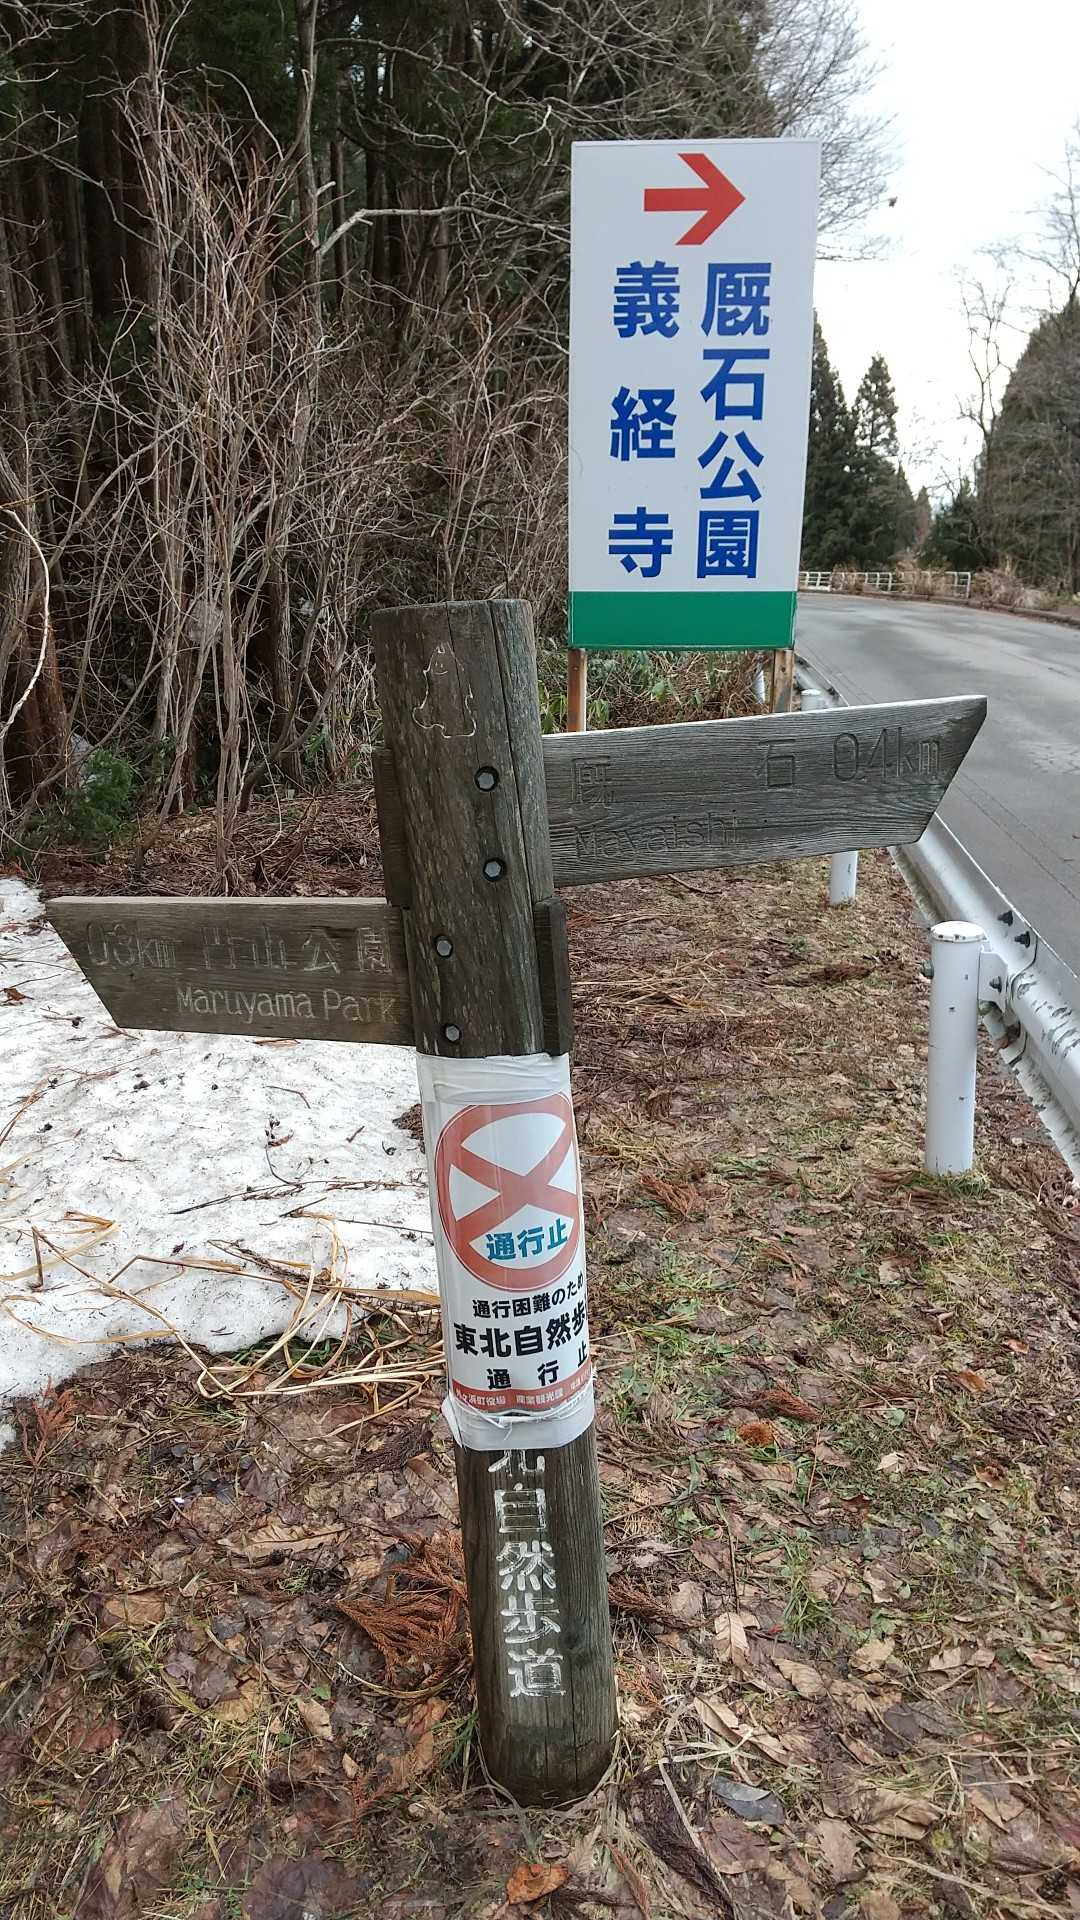 厩石公園
義経寺
厩石 0.4km
Mayaishi
0.3km 円山公園
Maruyama Park
通行止
通行困難のため
東北自然歩
通行止
北自然歩道